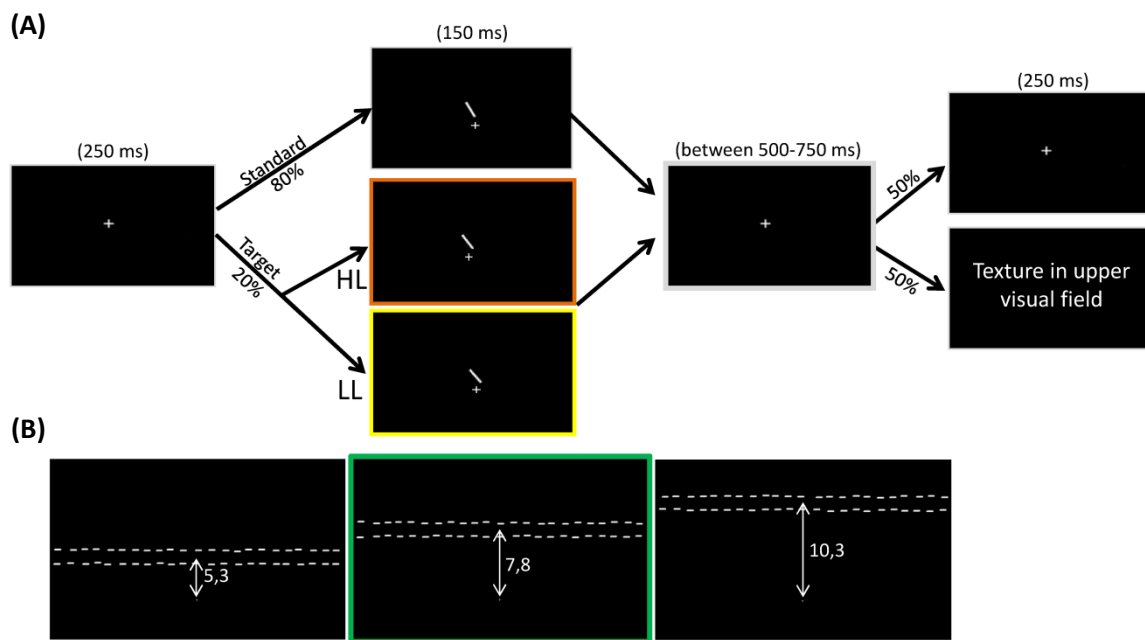 (A)
(150 ms)
(250 ms)
(250 ms)
Standard
80%
(between 500-750 ms)
50%
Target
20%
HL
50%
Texture in upper
visual field
LL
(B)
5,3
7,8
10,3